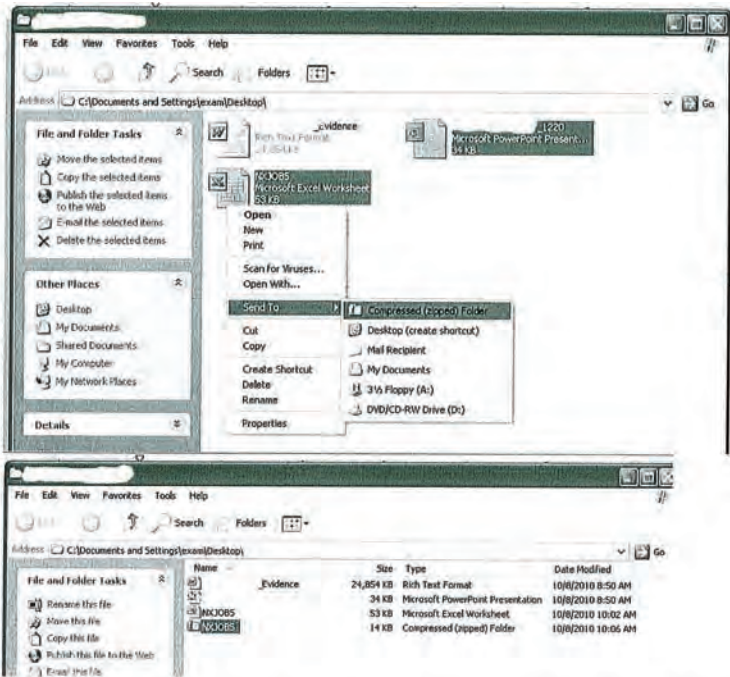 File Edit View Favorites Tools Help
Search Folders
Address C:\Documents and Settings\exam\Desktop\ Go
File and Folder Tasks
Move the selected items
Copy the selected items
Publish the selected items
to the Web
E-mail the selected items
Delete the selected items
Other Places
Desktop
My Documents
Shared Documents
My Computer
My Network Places
Details
_Evidence
Rich Text Format
24,854 KB
_1220
Microsoft PowerPoint Present...
34 KB
NXJOBS
Microsoft Excel Worksheet
53 KB
Open
New
Print
Scan for Viruses...
Open With...
Send To
Cut
Copy
Create Shortcut
Delete
Rename
Properties
Compressed (zipped) Folder
Desktop (create shortcut)
Mail Recipient
My Documents
3½ Floppy (A:)
DVD/CD-RW Drive (D:)
File Edit View Favorites Tools Help
Search Folders
Address C:\Documents and Settings\exam\Desktop\ Go
File and Folder Tasks
Rename this file
Move this file
Copy this file
Publish this file to the Web
E-mail this file
Name Size Type Date Modified
_Evidence 24,854 KB Rich Text Format 10/8/2010 8:50 AM
34 KB Microsoft PowerPoint Presentation 10/8/2010 8:50 AM
NXJOBS 53 KB Microsoft Excel Worksheet 10/8/2010 10:02 AM
NXJOBS 14 KB Compressed (zipped) Folder 10/8/2010 10:06 AM